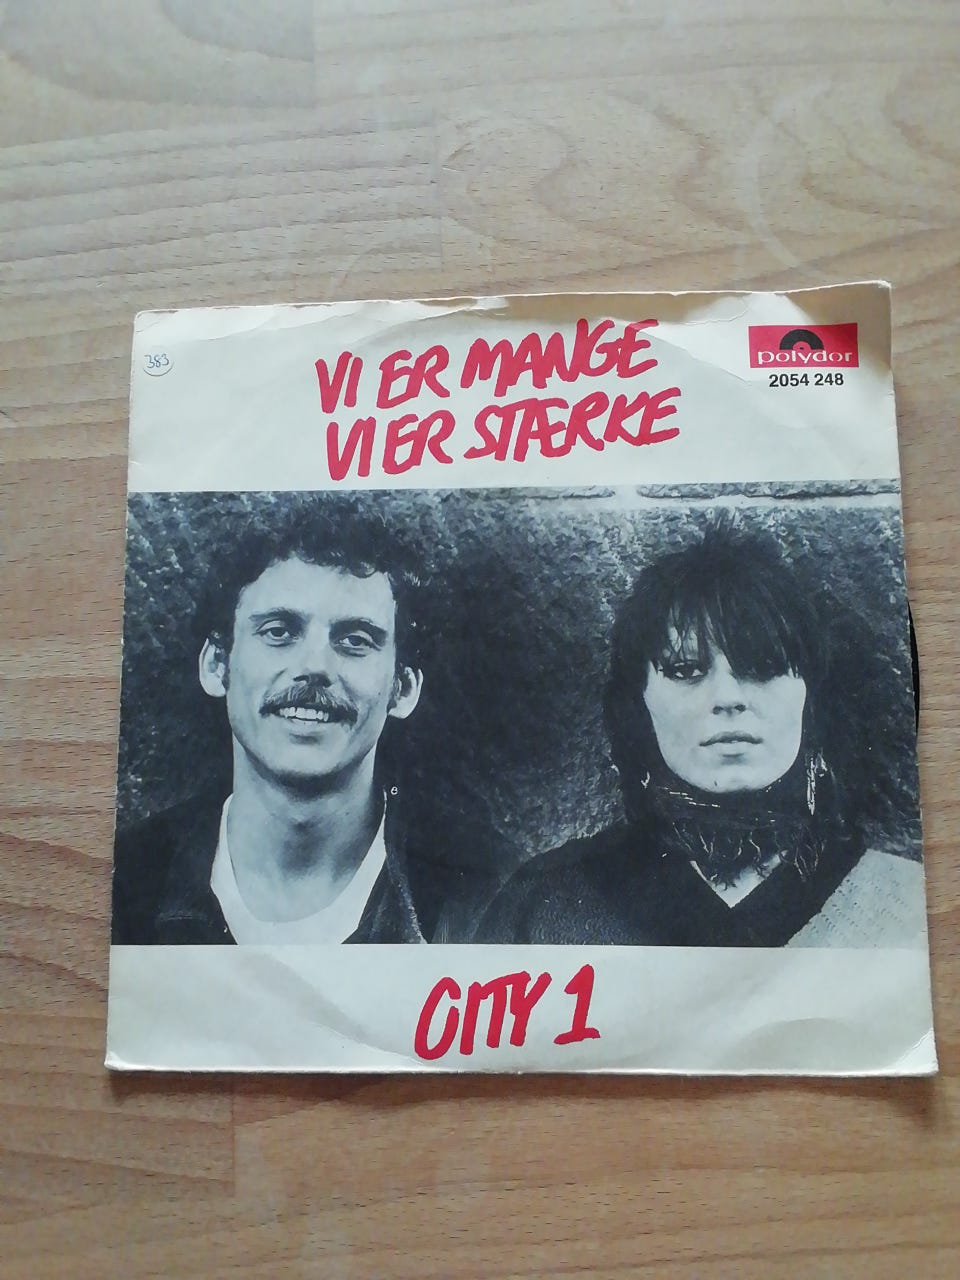 383
VI ER MANGE
VI ER STÆRKE
polydor
2054 248
CITY 1